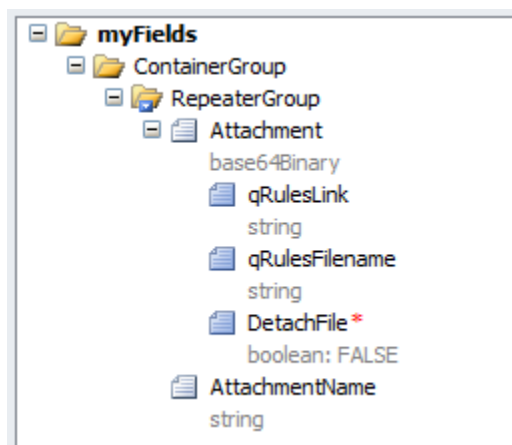 myFields
ContainerGroup
RepeaterGroup
Attachment
base64Binary
qRulesLink
string
qRulesFilename
string
DetachFile*
boolean: FALSE
AttachmentName
string